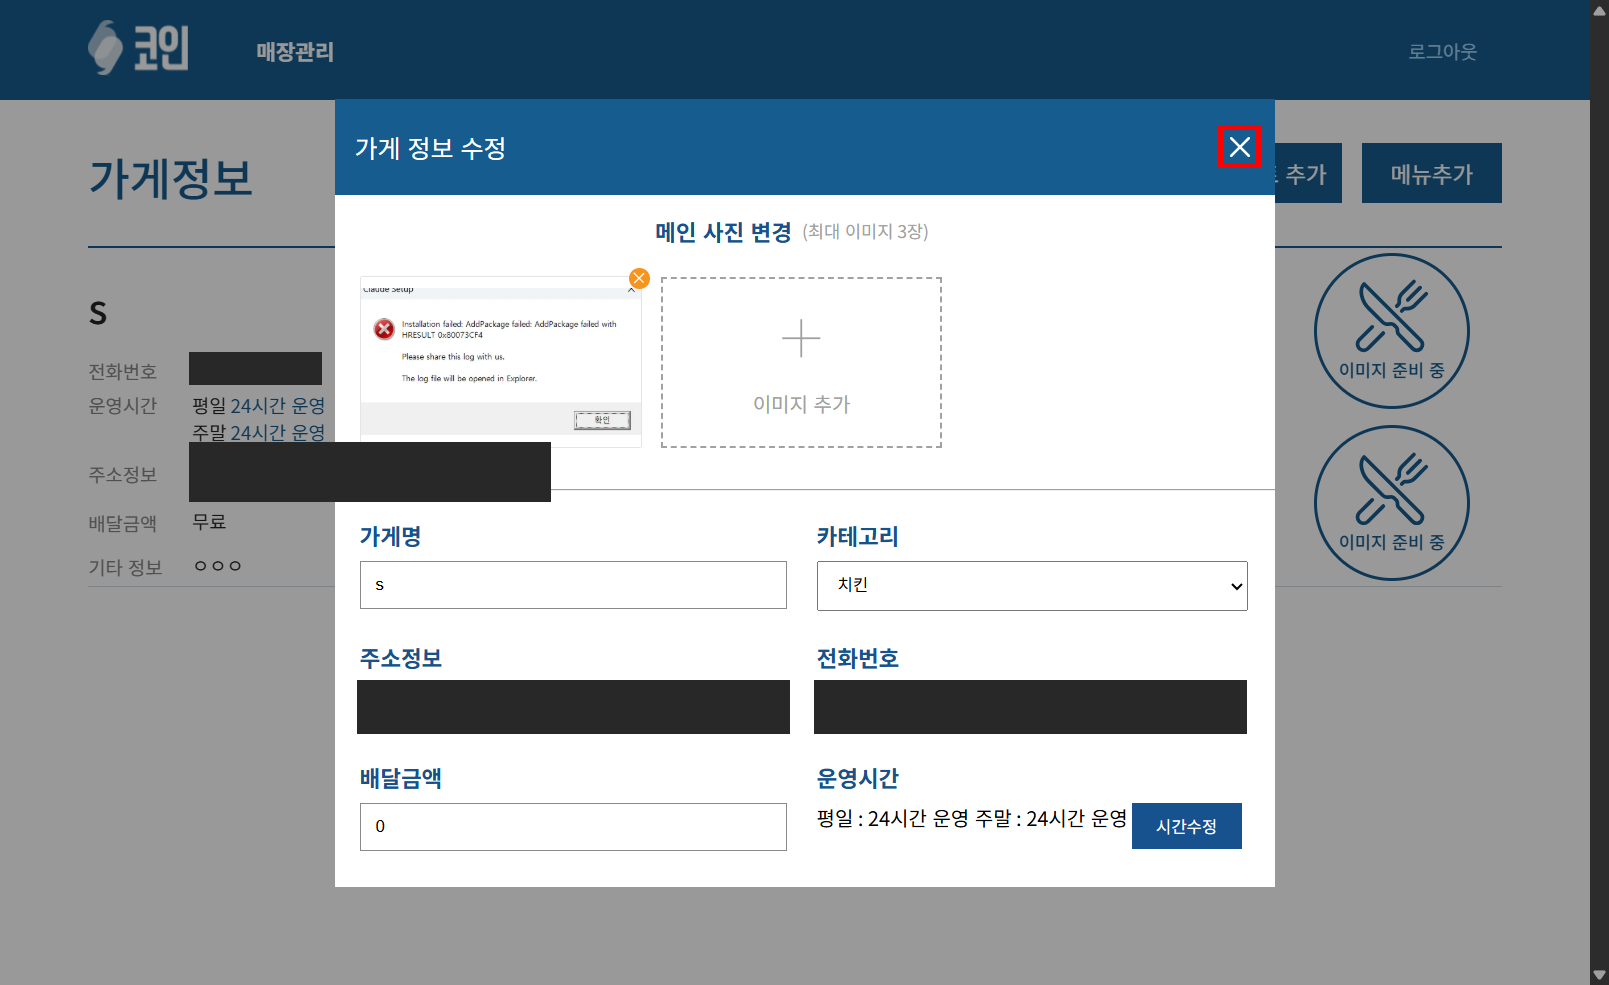 코인
매장관리
로그아웃
가게정보
추가
메뉴추가
S
전화번호
운영시간
평일 24시간 운영
주말 24시간 운영
주소정보
배달금액
무료
기타 정보
ㅇㅇㅇ
이미지 준비 중
이미지 준비 중
가게 정보 수정
메인 사진 변경 (최대 이미지 3장)
Claude Setup
Installation failed: AddPackage failed: AddPackage failed with
HRESULT 0x80073CF4
Please share this log with us.
The log file will be opened in Explorer.
확인
이미지 추가
가게명
s
카테고리
치킨
주소정보
전화번호
배달금액
0
운영시간
평일 : 24시간 운영 주말 : 24시간 운영
시간수정